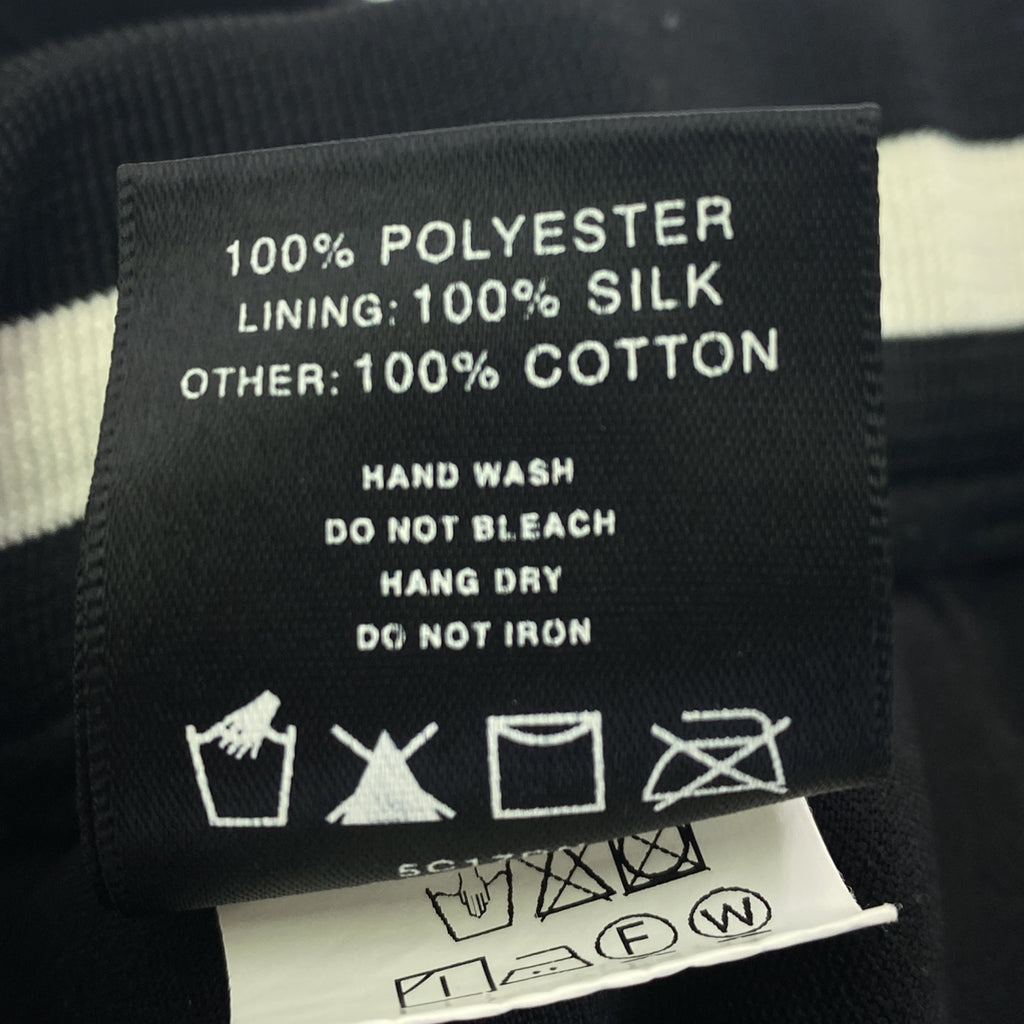 100% POLYESTER
LINING: 100% SILK
OTHER: 100% COTTON
HAND WASH
DO NOT BLEACH
HANG DRY
DO NOT IRON
F W